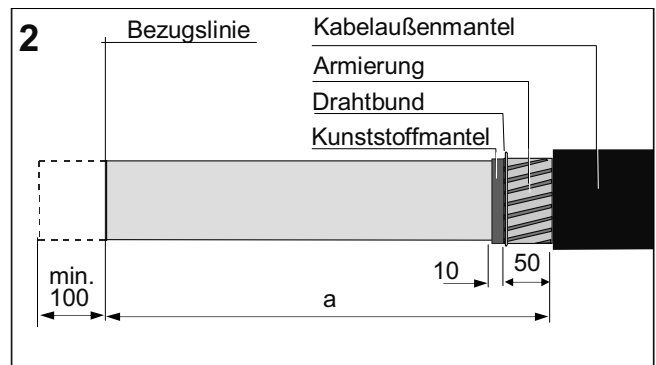 2
Bezugslinie
Kabelaußenmantel
Armierung
Drahtbund
Kunststoffmantel
min.
100
10
50
a